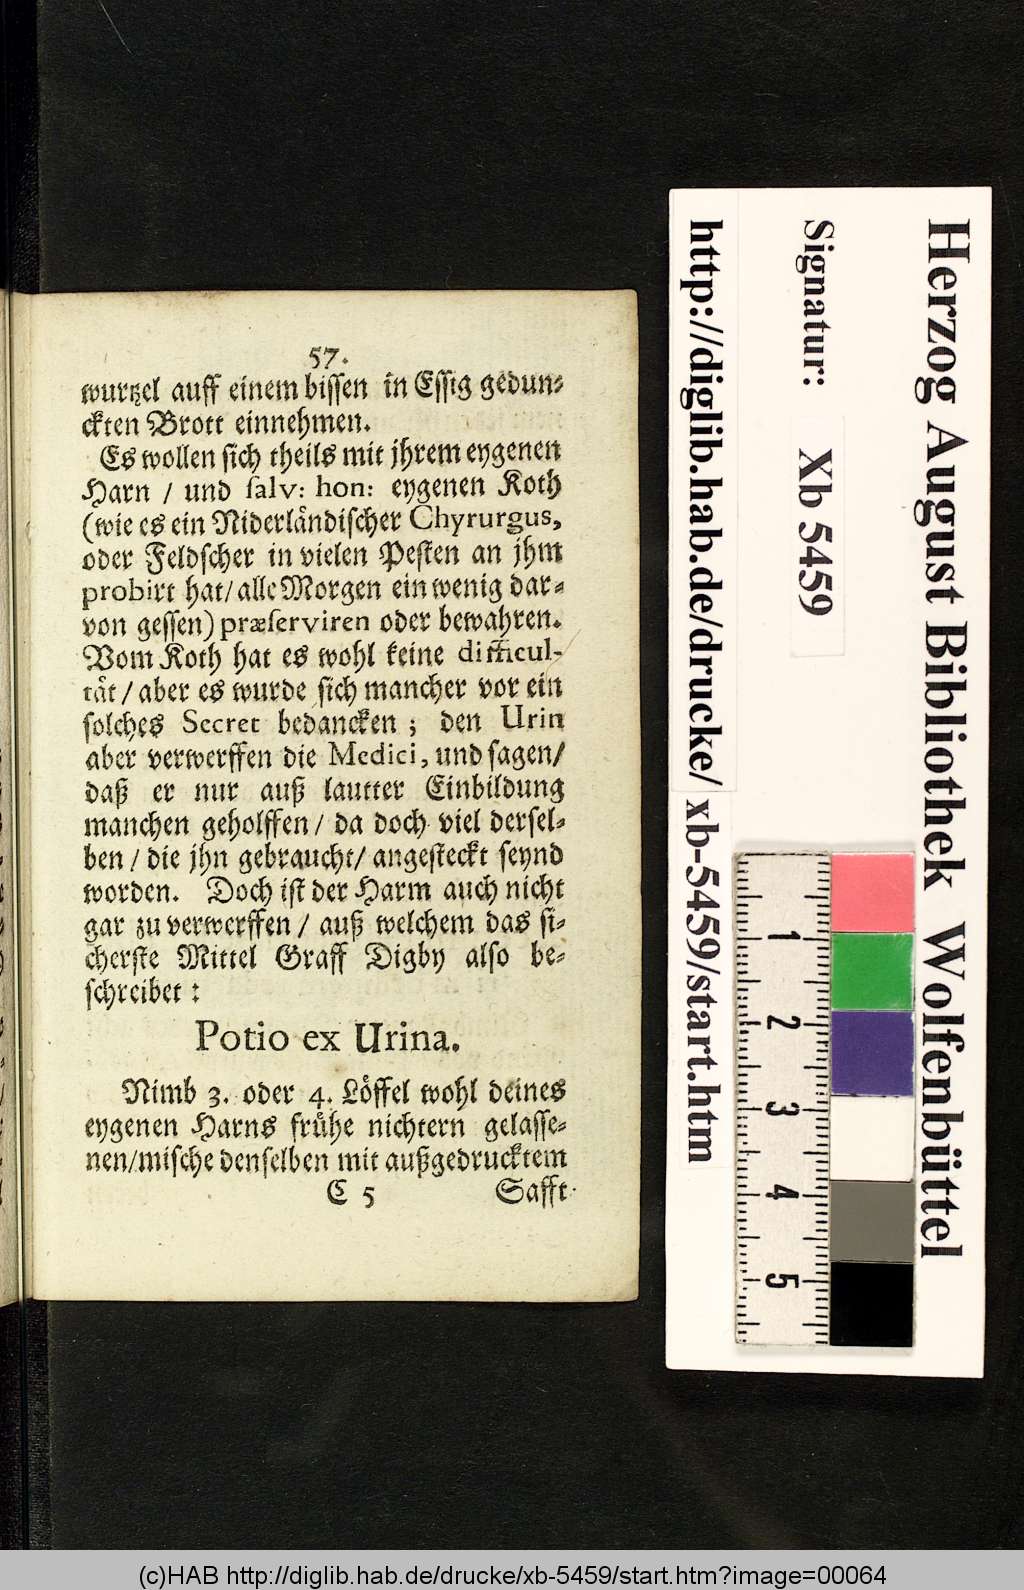 57.
wurtzel auff einem bissen in Essig gedun-
ckten Brott einnehmen.
Es wollen sich theils mit jhrem eygenen
Harn / und salv: hon: eygenen Koth
(wie es ein Niderländischer Chyrurgus,
oder Feldscher in vielen Pesten an jhm
probirt hat / alle Morgen ein wenig dar-
von gessen) præserviren oder bewahren.
Vom Koth hat es wohl keine difficul-
tät / aber es wurde sich mancher vor ein
solches Secret bedancken ; den Urin
aber verwerffen die Medici, und sagen /
daß er nur auß lautter Einbildung
manchen geholffen / da doch viel dersel-
ben / die jhn gebraucht / angesteckt seynd
worden. Doch ist der Harm auch nicht
gar zu verwerffen / auß welchem das si-
cherste Mittel Graff Digby also be-
schreibet :
Potio ex Urina.
Nimb 3. oder 4. Löffel wohl deines
eygenen Harns frühe nichtern gelasse-
nen / mische denselben mit außgedrucktem
C 5 Safft
Herzog August Bibliothek Wolfenbüttel
Signatur: Xb 5459
http://diglib.hab.de/drucke/xb-5459/start.htm
1
2
3
4
5
(c)HAB http://diglib.hab.de/drucke/xb-5459/start.htm?image=00064